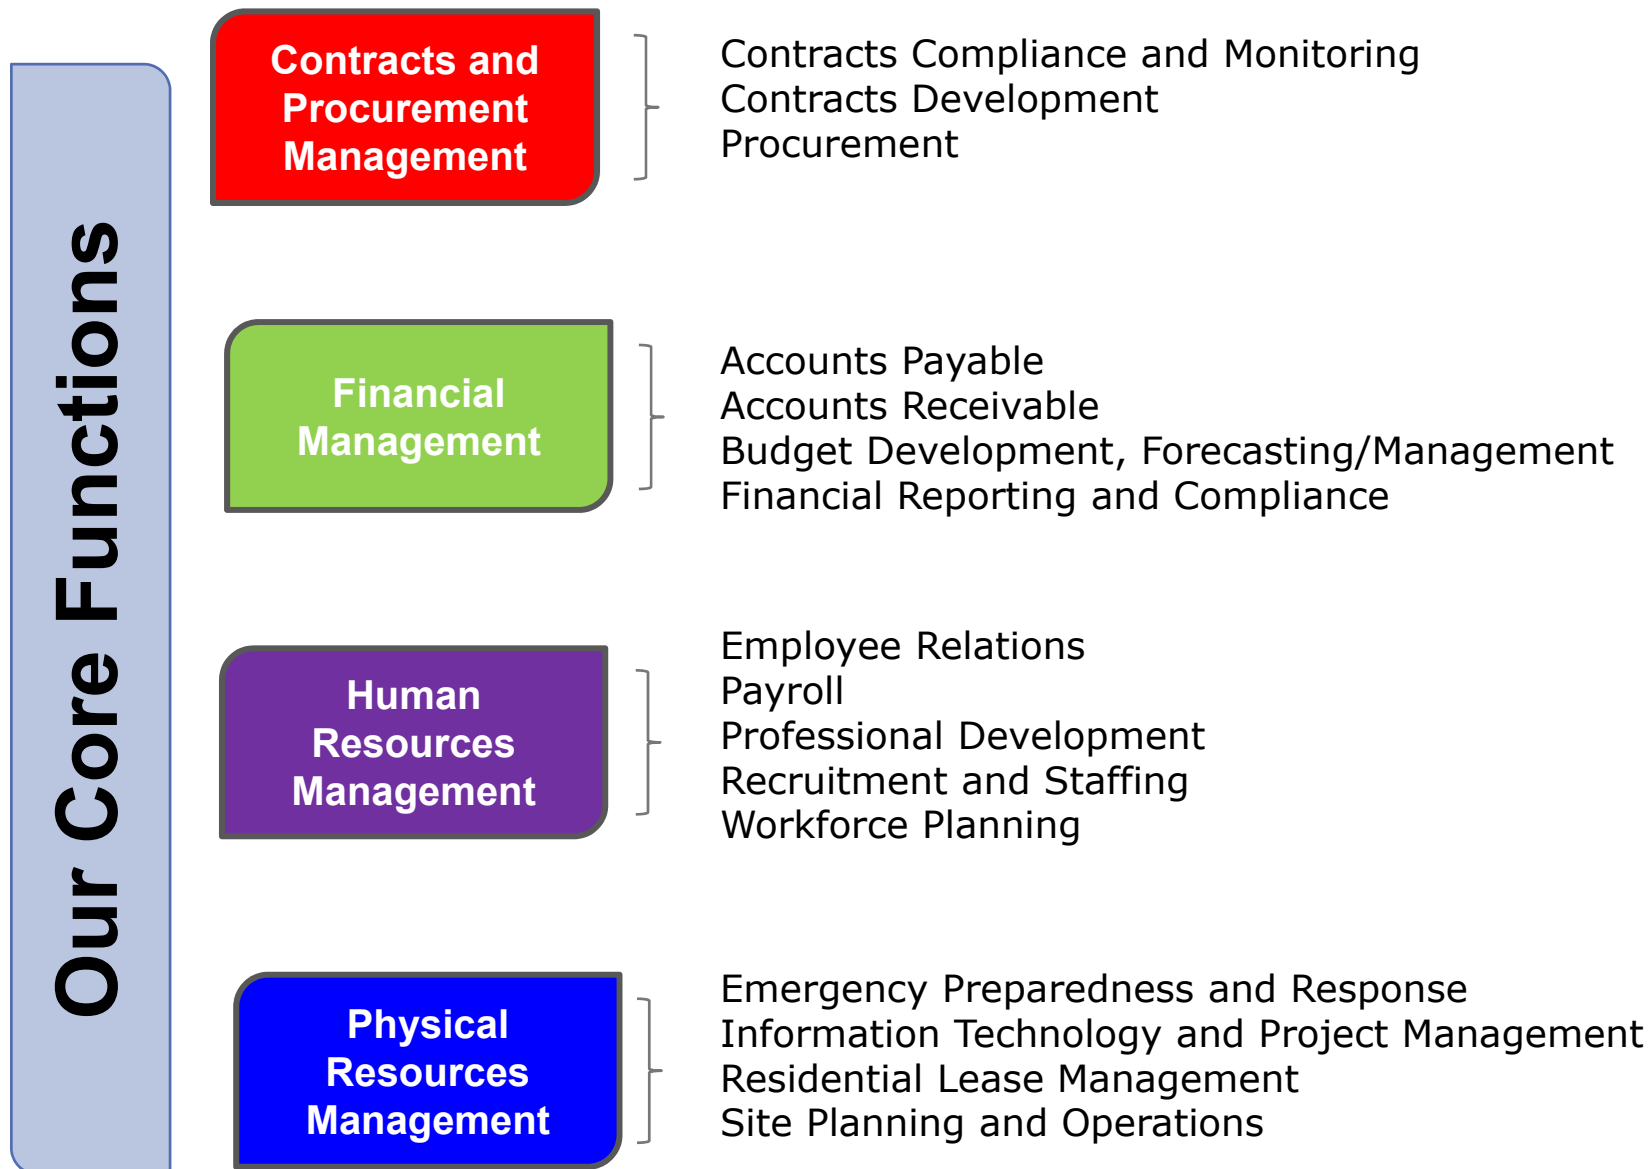 Our Core Functions
Contracts and
Procurement
Management
Contracts Compliance and Monitoring
Contracts Development
Procurement
Financial
Management
Accounts Payable
Accounts Receivable
Budget Development, Forecasting/Management
Financial Reporting and Compliance
Human
Resources
Management
Employee Relations
Payroll
Professional Development
Recruitment and Staffing
Workforce Planning
Physical
Resources
Management
Emergency Preparedness and Response
Information Technology and Project Management
Residential Lease Management
Site Planning and Operations